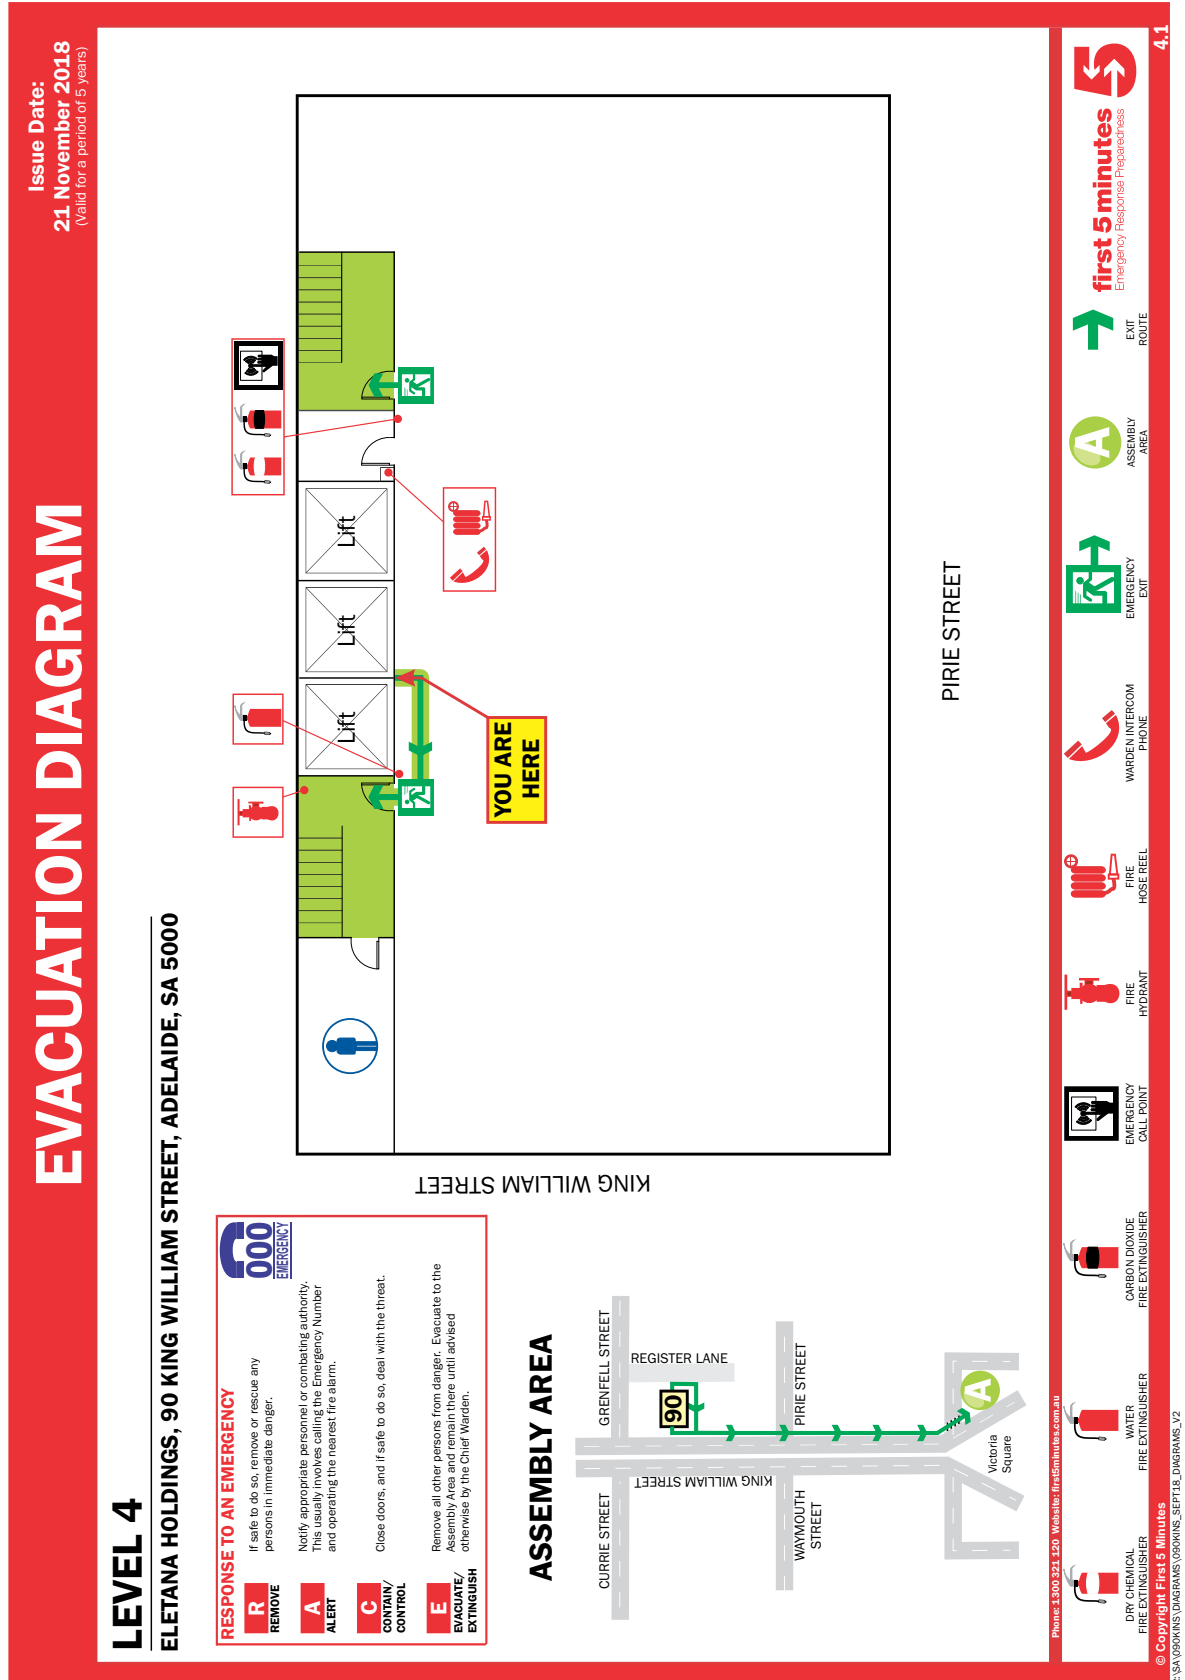 EVACUATION DIAGRAM
Issue Date:
21 November 2018
(Valid for a period of 5 years)
LEVEL 4
ELETANA HOLDINGS, 90 KING WILLIAM STREET, ADELAIDE, SA 5000
RESPONSE TO AN EMERGENCY
000
EMERGENCY
R
REMOVE
If safe to do so, remove or rescue any
persons in immediate danger.
A
ALERT
Notify appropriate personnel or combating authority.
This usually involves calling the Emergency Number
and operating the nearest fire alarm.
C
CONTAIN/
CONTROL
Close doors, and if safe to do so, deal with the threat.
E
EVACUATE/
EXTINGUISH
Remove all other persons from danger. Evacuate to the
Assembly Area and remain there until advised
otherwise by the Chief Warden.
Lift
Lift
Lift
YOU ARE
HERE
KING WILLIAM STREET
PIRIE STREET
ASSEMBLY AREA
CURRIE STREET
GRENFELL STREET
REGISTER LANE
90
KING WILLIAM STREET
WAYMOUTH
STREET
PIRIE STREET
Victoria
Square
A
Phone: 1300 321 120 Website: first5minutes.com.au
DRY CHEMICAL
FIRE EXTINGUISHER
WATER
FIRE EXTINGUISHER
CARBON DIOXIDE
FIRE EXTINGUISHER
EMERGENCY
CALL POINT
FIRE
HYDRANT
FIRE
HOSE REEL
WARDEN INTERCOM
PHONE
EMERGENCY
EXIT
A
ASSEMBLY
AREA
EXIT
ROUTE
5
first 5 minutes
Emergency Response Preparedness
© Copyright First 5 Minutes
4.1
:\SA\090KINS\DIAGRAMS\090KINS_SEPT18_DIAGRAMS_V2